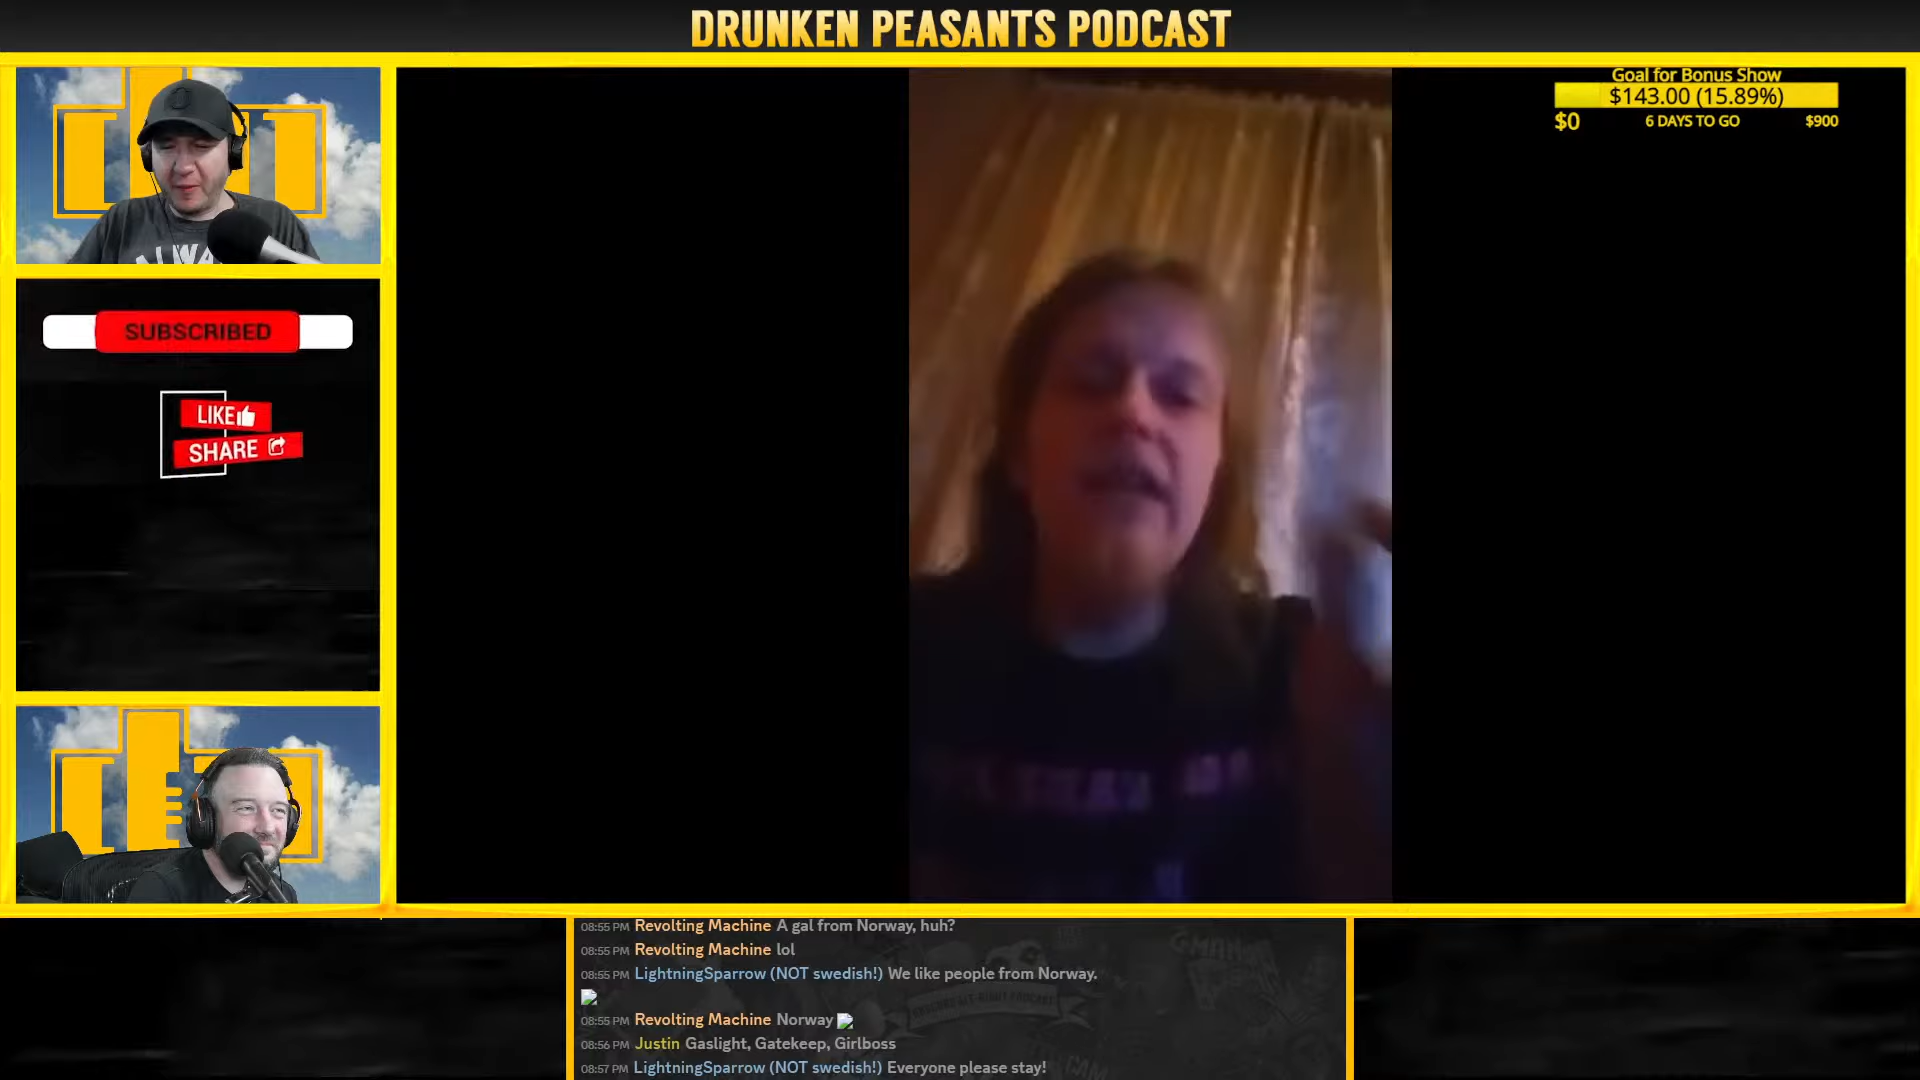 DRUNKEN PEASANTS PODCAST
Goal for Bonus Show
$143.00 (15.89%)
$0 6 DAYS TO GO $900
ALWA
SUBSCRIBED
LIKE
SHARE
08:55 PM Revolting Machine A gal from Norway, huh?
08:55 PM Revolting Machine lol
08:55 PM LightningSparrow (NOT swedish!) We like people from Norway.
08:55 PM Revolting Machine Norway
08:56 PM Justin Gaslight, Gatekeep, Girlboss
08:57 PM LightningSparrow (NOT swedish!) Everyone please stay!